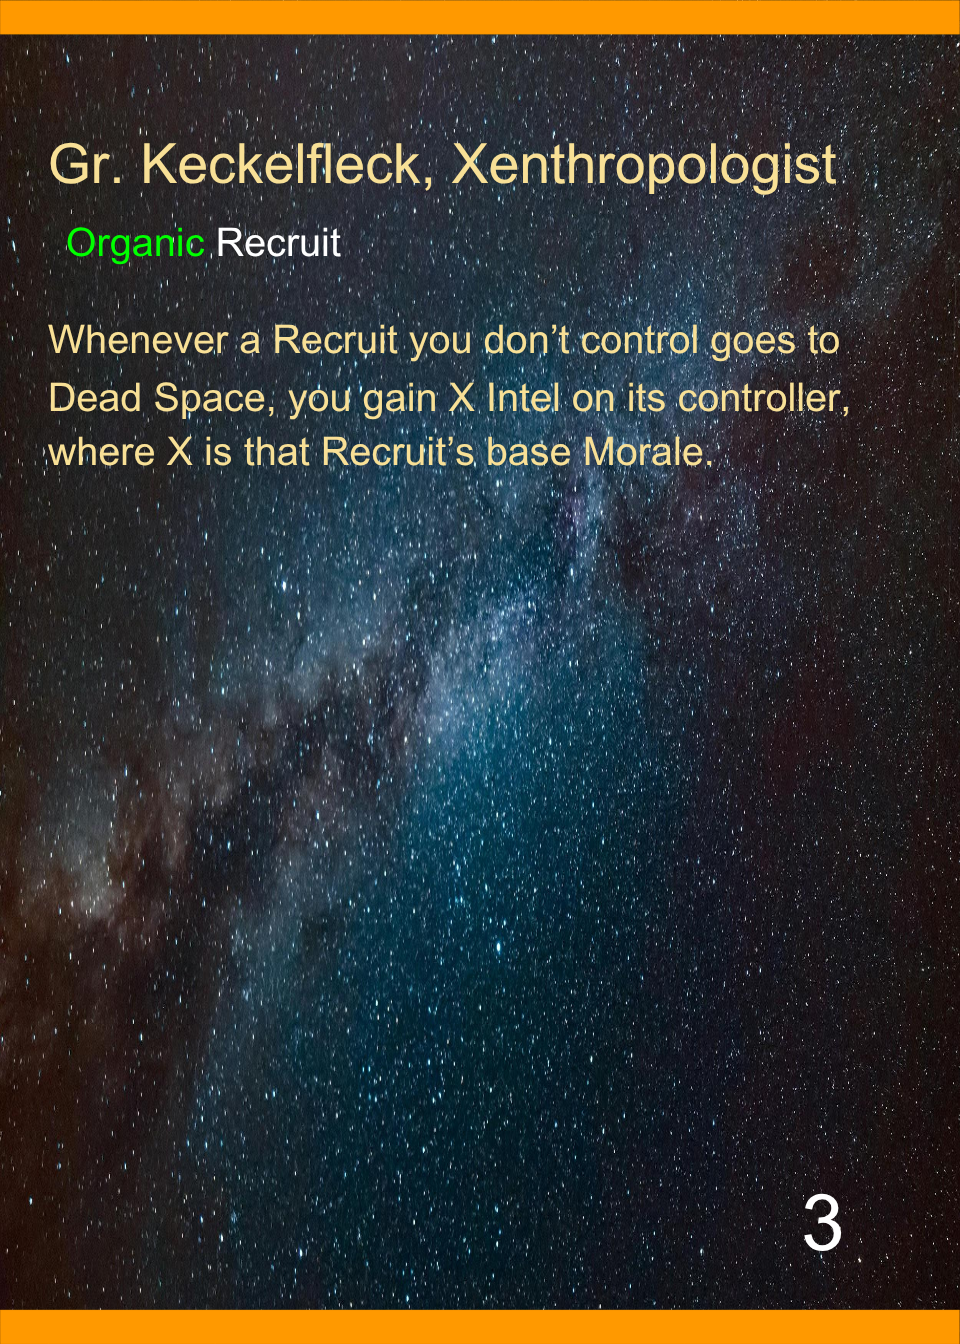 Gr. Keckelfleck, Xenthropologist
Organic Recruit
Whenever a Recruit you don’t control goes to
Dead Space, you gain X Intel on its controller,
where X is that Recruit’s base Morale.
3